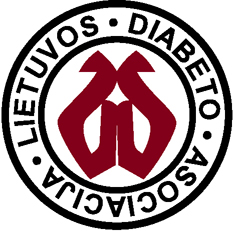 LIETUVOS • DIABETO • ASOCIACIJA •